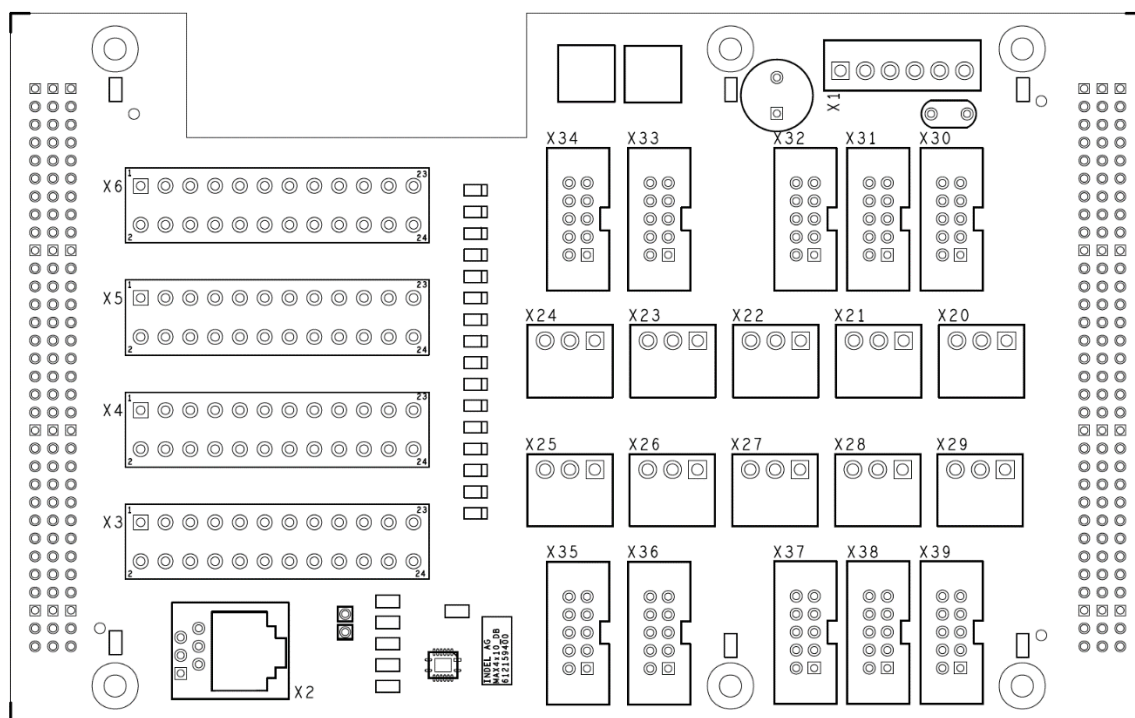 X1
X34 X33 X32 X31 X30
X6 1 23
2 24
X5 1 23
2 24
X24 X23 X22 X21 X20
X4 1 23
2 24
X25 X26 X27 X28 X29
X3 1 23
2 24
X35 X36 X37 X38 X39
X2
INDEL AG
MAX4x10_DB
612159400